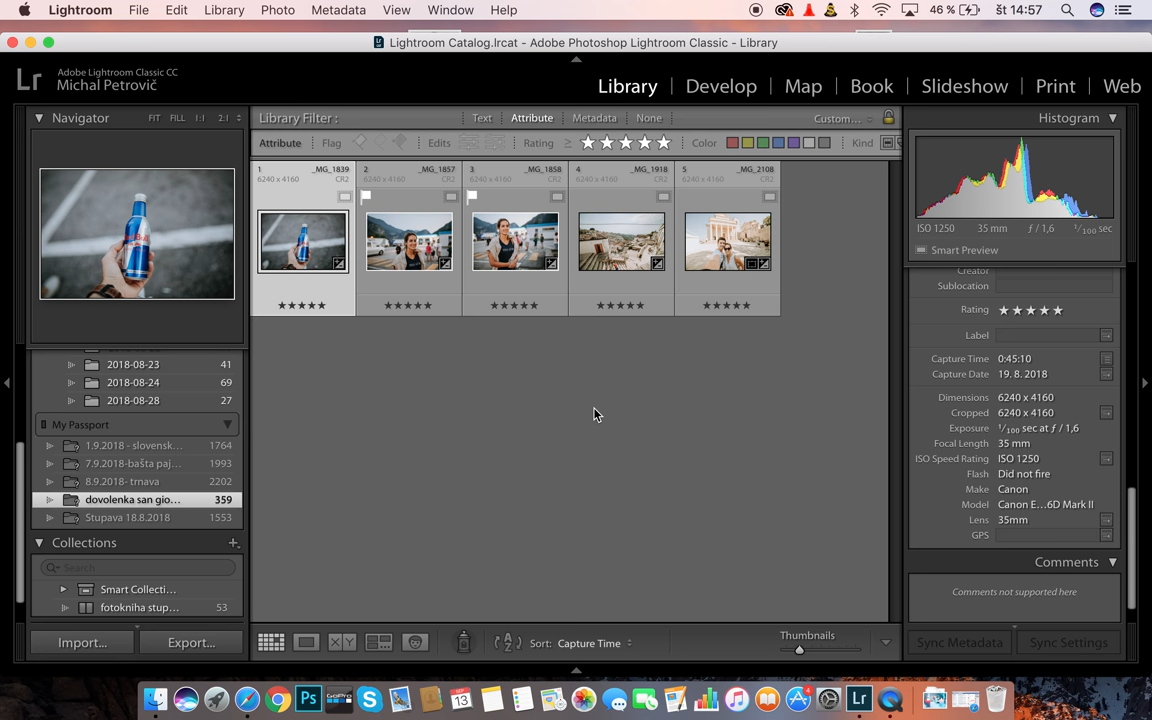 Lightroom File Edit Library Photo Metadata View Window Help 46 % št 14:57
Lightroom Catalog.lrcat - Adobe Photoshop Lightroom Classic - Library
Lr Adobe Lightroom Classic CC
Michal Petrovič
Library Develop Map Book Slideshow Print Web
Navigator FIT FILL 1:1 2:1
Library Filter : Text Attribute Metadata None Custom...
Histogram
Attribute Flag Edits Rating ≥ Color Kind
1 _MG_1839 2 _MG_1857 3 _MG_1858 4 _MG_1918 5 _MG_2108
6240 x 4160 CR2 6240 x 4160 CR2 6240 x 4160 CR2 6240 x 4160 CR2 6240 x 4160 CR2
ISO 1250 35 mm ƒ / 1,6 1/100 sec
Smart Preview
Creator
Sublocation
Rating ★★★★★
Label
Capture Time 0:45:10
Capture Date 19. 8. 2018
Dimensions 6240 x 4160
Cropped 6240 x 4160
Exposure 1/100 sec at ƒ / 1,6
Focal Length 35 mm
ISO Speed Rating ISO 1250
Flash Did not fire
Make Canon
Model Canon E...6D Mark II
Lens 35mm
GPS
Comments
Comments not supported here
2018-08-23 41
2018-08-24 69
2018-08-28 27
My Passport
1.9.2018 - slovensk... 1764
7.9.2018-bašta paj... 1993
8.9.2018- trnava 2202
dovolenka san gio... 359
Stupava 18.8.2018 1553
Collections
Search
Smart Collecti...
fotokniha stup... 53
Import... Export...
Sort: Capture Time
Thumbnails
Sync Metadata Sync Settings
Ps GoPro SEP 13 Lr